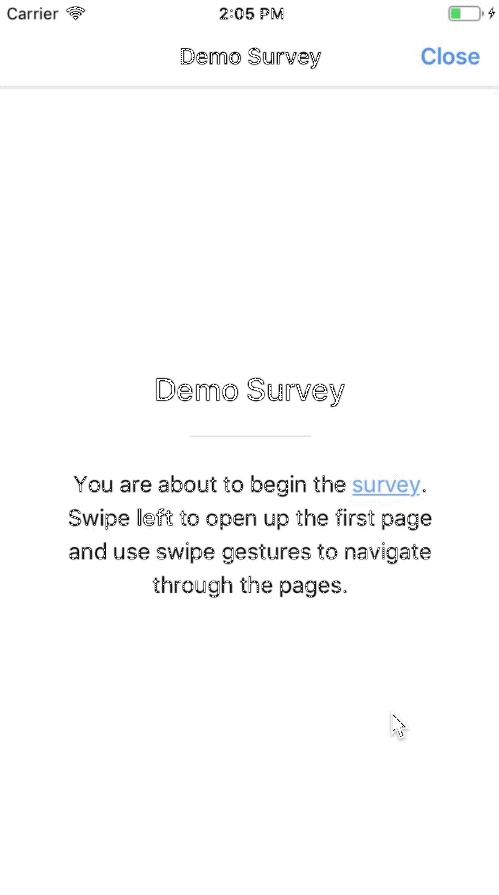 Carrier 2:05 PM
Demo Survey Close
Demo Survey
You are about to begin the survey.
Swipe left to open up the first page
and use swipe gestures to navigate
through the pages.